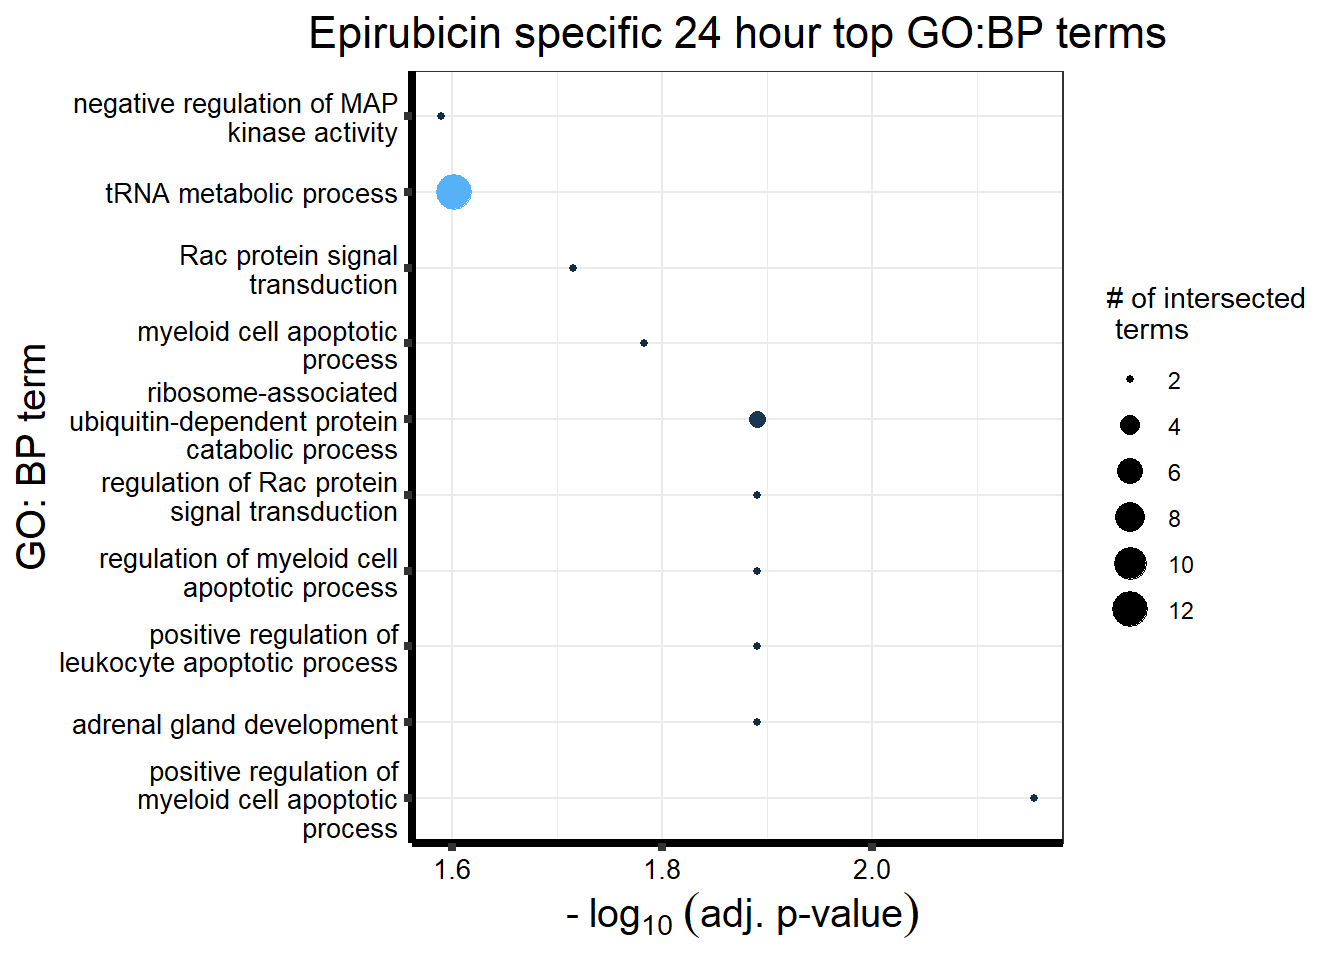 Epirubicin specific 24 hour top GO:BP terms
GO: BP term
negative regulation of MAP
kinase activity
tRNA metabolic process
Rac protein signal
transduction
myeloid cell apoptotic
process
ribosome-associated
ubiquitin-dependent protein
catabolic process
regulation of Rac protein
signal transduction
regulation of myeloid cell
apoptotic process
positive regulation of
leukocyte apoptotic process
adrenal gland development
positive regulation of
myeloid cell apoptotic
process
1.6 1.8 2.0
- log10 (adj. p-value)
# of intersected
terms
2
4
6
8
10
12